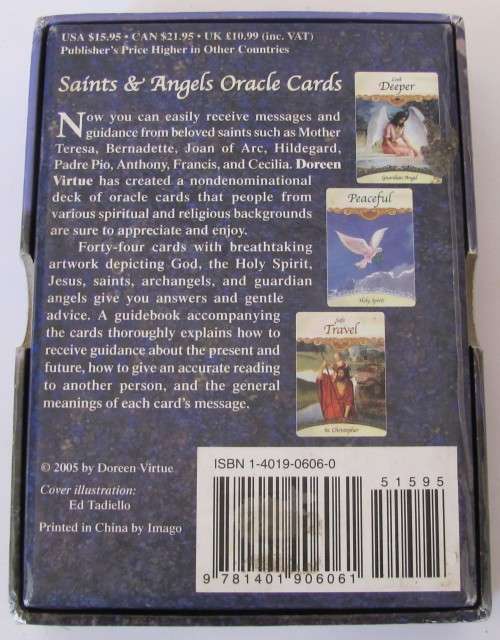 USA $15.95 • CAN $21.95 • UK £10.99 (inc. VAT)
Publisher's Price Higher in Other Countries
Saints & Angels Oracle Cards
Now you can easily receive messages and
guidance from beloved saints such as Mother
Teresa, Bernadette, Joan of Arc, Hildegard,
Padre Pio, Anthony, Francis, and Cecilia. Doreen
Virtue has created a nondenominational
deck of oracle cards that people from
various spiritual and religious backgrounds
are sure to appreciate and enjoy.
Forty-four cards with breathtaking
artwork depicting God, the Holy Spirit,
Jesus, saints, archangels, and guardian
angels give you answers and gentle
advice. A guidebook accompanying
the cards thoroughly explains how to
receive guidance about the present and
future, how to give an accurate reading
to another person, and the general
meanings of each card's message.
Look
Deeper
Guardian Angel
Peaceful
Holy Spirit
Safe
Travel
St. Christopher
© 2005 by Doreen Virtue
Cover illustration:
Ed Tadiello
Printed in China by Imago
ISBN 1-4019-0606-0
51595
9 781401 906061